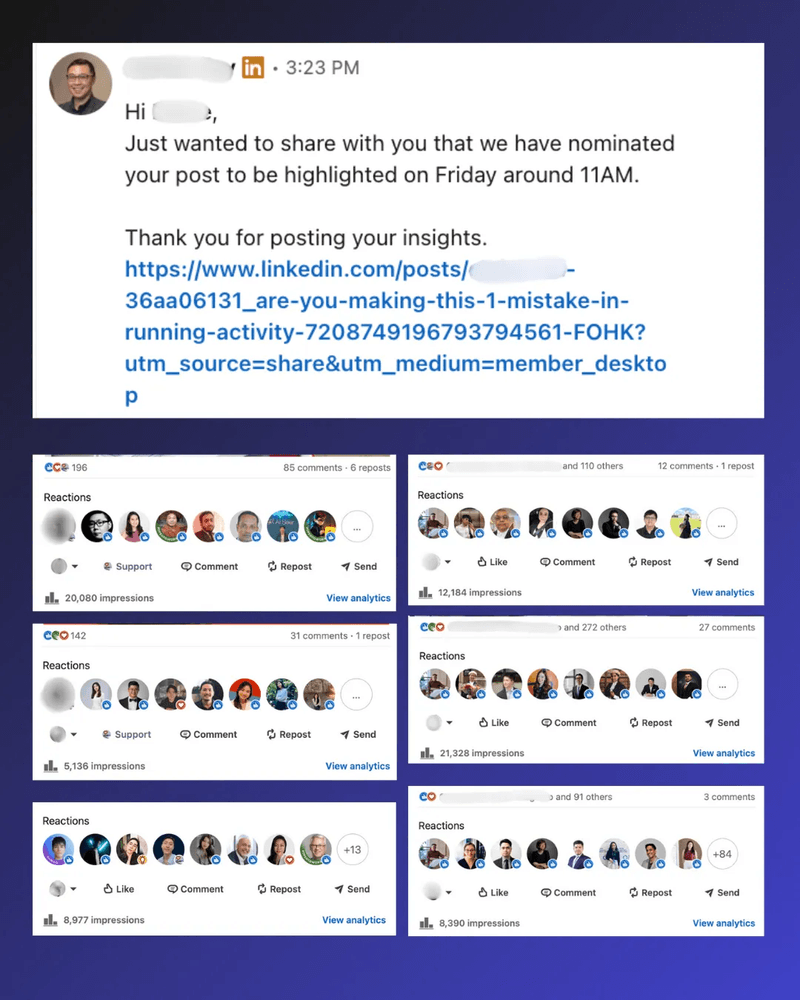 in • 3:23 PM
Hi
Just wanted to share with you that we have nominated
your post to be highlighted on Friday around 11AM.
Thank you for posting your insights.
https://www.linkedin.com/posts/ -
36aa06131_are-you-making-this-1-mistake-in-
running-activity-7208749196793794561-FOHK?
utm_source=share&utm_medium=member_deskto
p
196 85 comments · 6 reposts
Reactions
...
Support Comment Repost Send
20,080 impressions View analytics
and 110 others 12 comments · 1 repost
Reactions
...
Like Comment Repost Send
12,184 impressions View analytics
142 31 comments · 1 repost
Reactions
...
Support Comment Repost Send
5,136 impressions View analytics
and 272 others 27 comments
Reactions
...
Like Comment Repost Send
21,328 impressions View analytics
Reactions
+13
Like Comment Repost Send
8,977 impressions View analytics
and 91 others 3 comments
Reactions
+84
Like Comment Repost Send
8,390 impressions View analytics